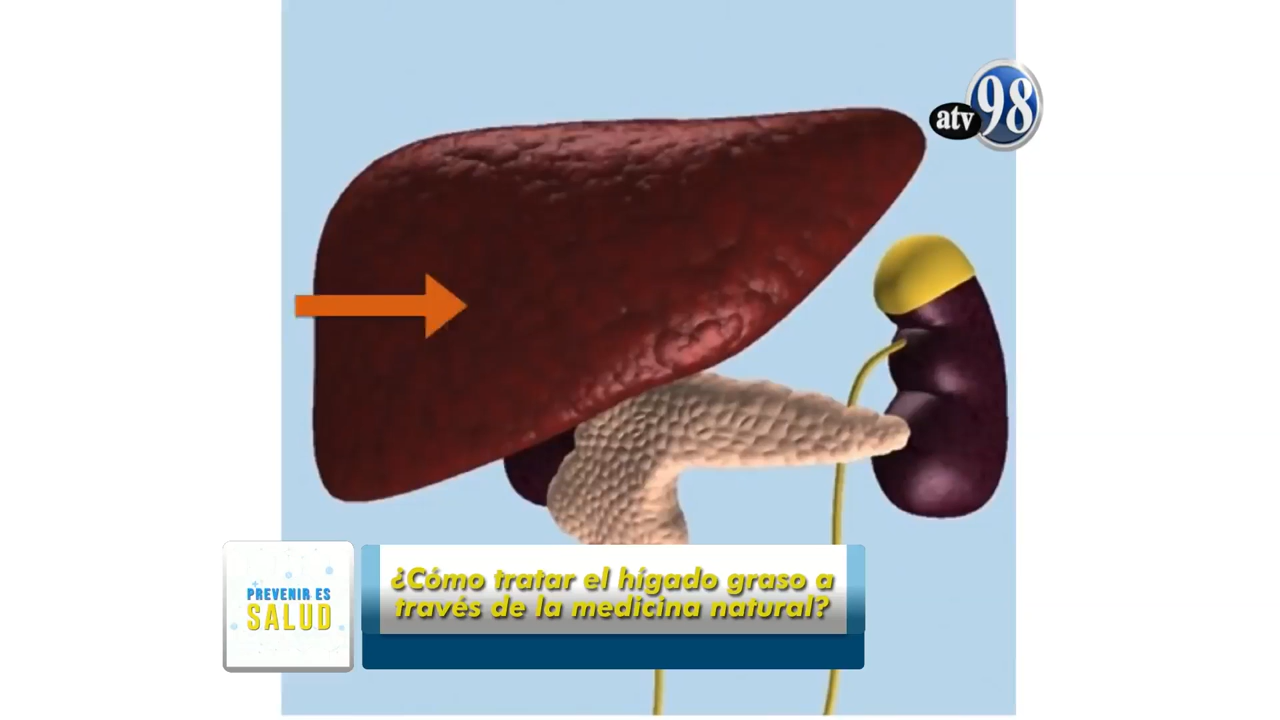 atv 98
PREVENIR ES
SALUD
¿Cómo tratar el hígado graso a
través de la medicina natural?